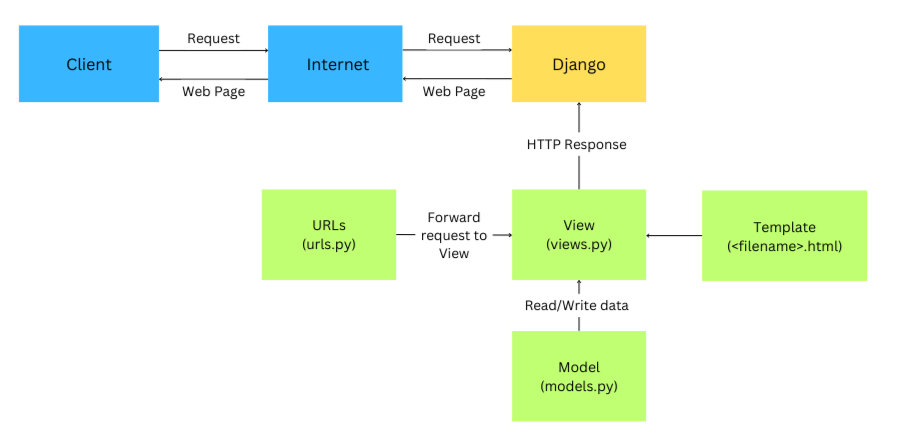 Request
Request
Client
Internet
Django
Web Page
Web Page
HTTP Response
URLs
(urls.py)
Forward
request to
View
View
(views.py)
Template
(<filename>.html)
Read/Write data
Model
(models.py)